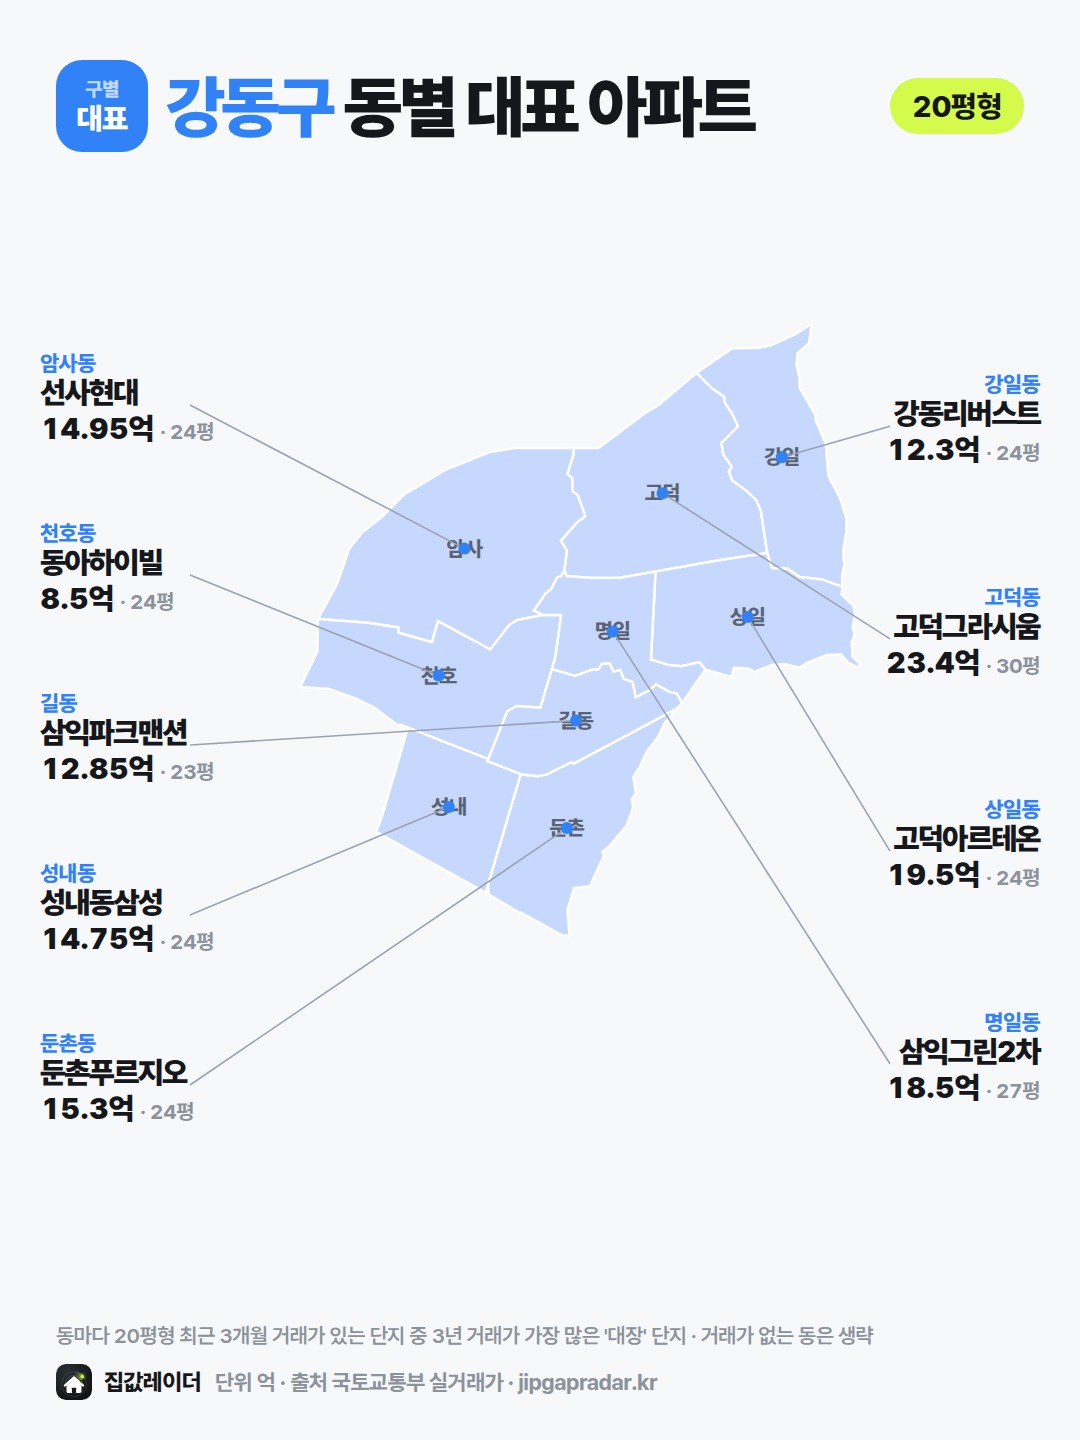 구별
대표
강동구 동별 대표 아파트
20평형
암사동
선사현대
14.95억 · 24평
천호동
동아하이빌
8.5억 · 24평
길동
삼익파크맨션
12.85억 · 23평
성내동
성내동삼성
14.75억 · 24평
둔촌동
둔촌푸르지오
15.3억 · 24평
강일
고덕
암사
명일
상일
천호
길동
성내
둔촌
강일동
강동리버스트
12.3억 · 24평
고덕동
고덕그라시움
23.4억 · 30평
상일동
고덕아르테온
19.5억 · 24평
명일동
삼익그린2차
18.5억 · 27평
동마다 20평형 최근 3개월 거래가 있는 단지 중 3년 거래가 가장 많은 '대장' 단지 · 거래가 없는 동은 생략
집값레이더 단위 억 · 출처 국토교통부 실거래가 · jipgapradar.kr